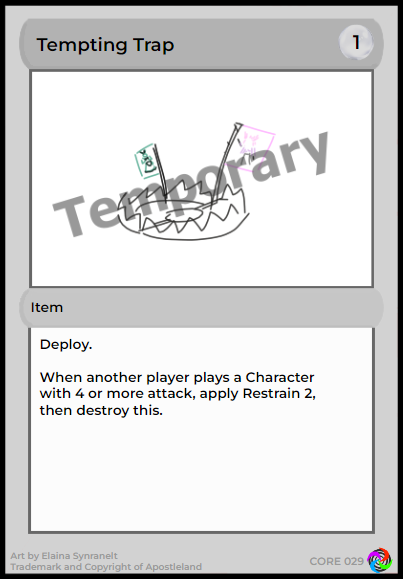 Tempting Trap
1
Temporary
Item
Deploy.
When another player plays a Character
with 4 or more attack, apply Restrain 2,
then destroy this.
Art by Elaina Synranelt
Trademark and Copyright of Apostleland
CORE 029